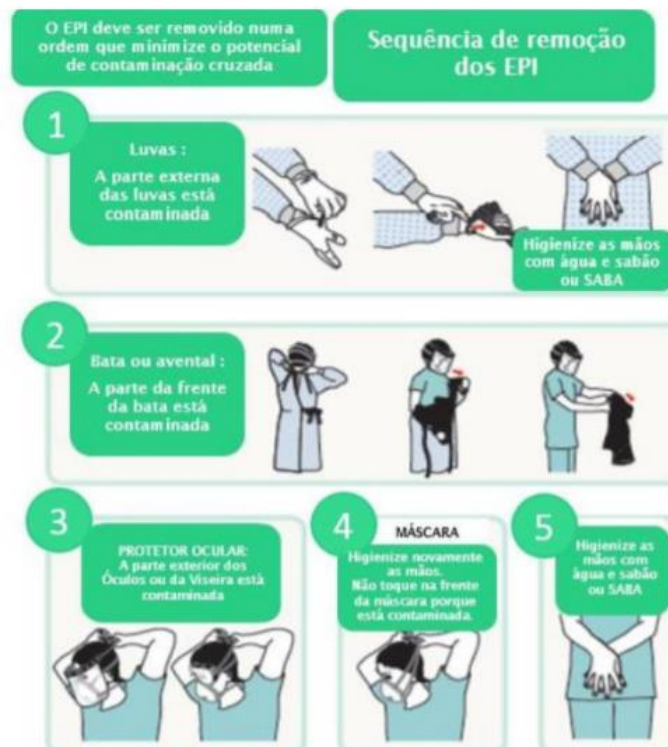 O EPI deve ser removido numa
ordem que minimize o potencial
de contaminação cruzada
Sequência de remoção
dos EPI
1
Luvas :
A parte externa
das luvas está
contaminada
Higienize as mãos
com água e sabão
ou SABA
2
Bata ou avental :
A parte da frente
da bata está
contaminada
3
PROTETOR OCULAR:
A parte exterior dos
Óculos ou da Viseira está
contaminada
4
MÁSCARA
Higienize novamente
as mãos.
Não toque na frente
da máscara porque
está contaminada.
5
Higienize as
mãos com
água e sabão
ou SABA